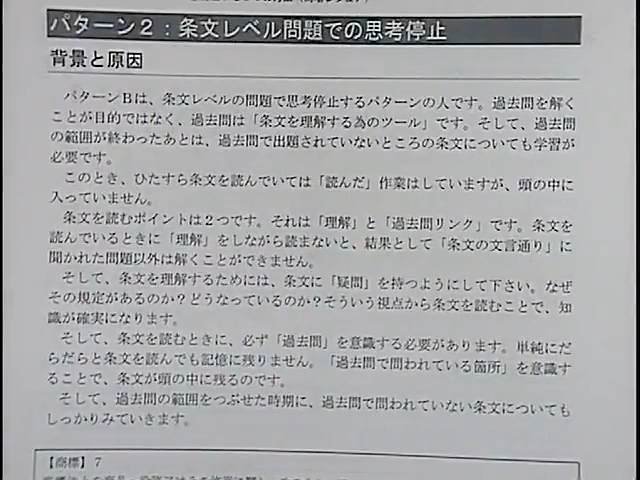 パターン２：条文レベル問題での思考停止
背景と原因
パターンＢは、条文レベルの問題で思考停止するパターンの人です。過去問を解く
ことが目的ではなく、過去問は「条文を理解する為のツール」です。そして、過去問
の範囲が終わったあとは、過去問で出題されていないところの条文についても学習が
必要です。
このとき、ひたすら条文を読んでいては「読んだ」作業はしていますが、頭の中に
入っていません。
条文を読むポイントは２つです。それは「理解」と「過去問リンク」です。条文を
読んでいるときに「理解」をしながら読まないと、結果として「条文の文言通り」に
聞かれた問題以外は解くことができません。
そして、条文を理解するためには、条文に「疑問」を持つようにして下さい。なぜ
その規定があるのか？どうなっているのか？そういう視点から条文を読むことで、知
識が確実になります。
そして、条文を読むときに、必ず「過去問」を意識する必要があります。単純にだ
らだらと条文を読んでも記憶に残りません。「過去問で問われている箇所」を意識す
ることで、条文が頭の中に残るのです。
そして、過去問の範囲をつぶせた時期に、過去問で問われていない条文についても
しっかりみていきます。
【商標】７